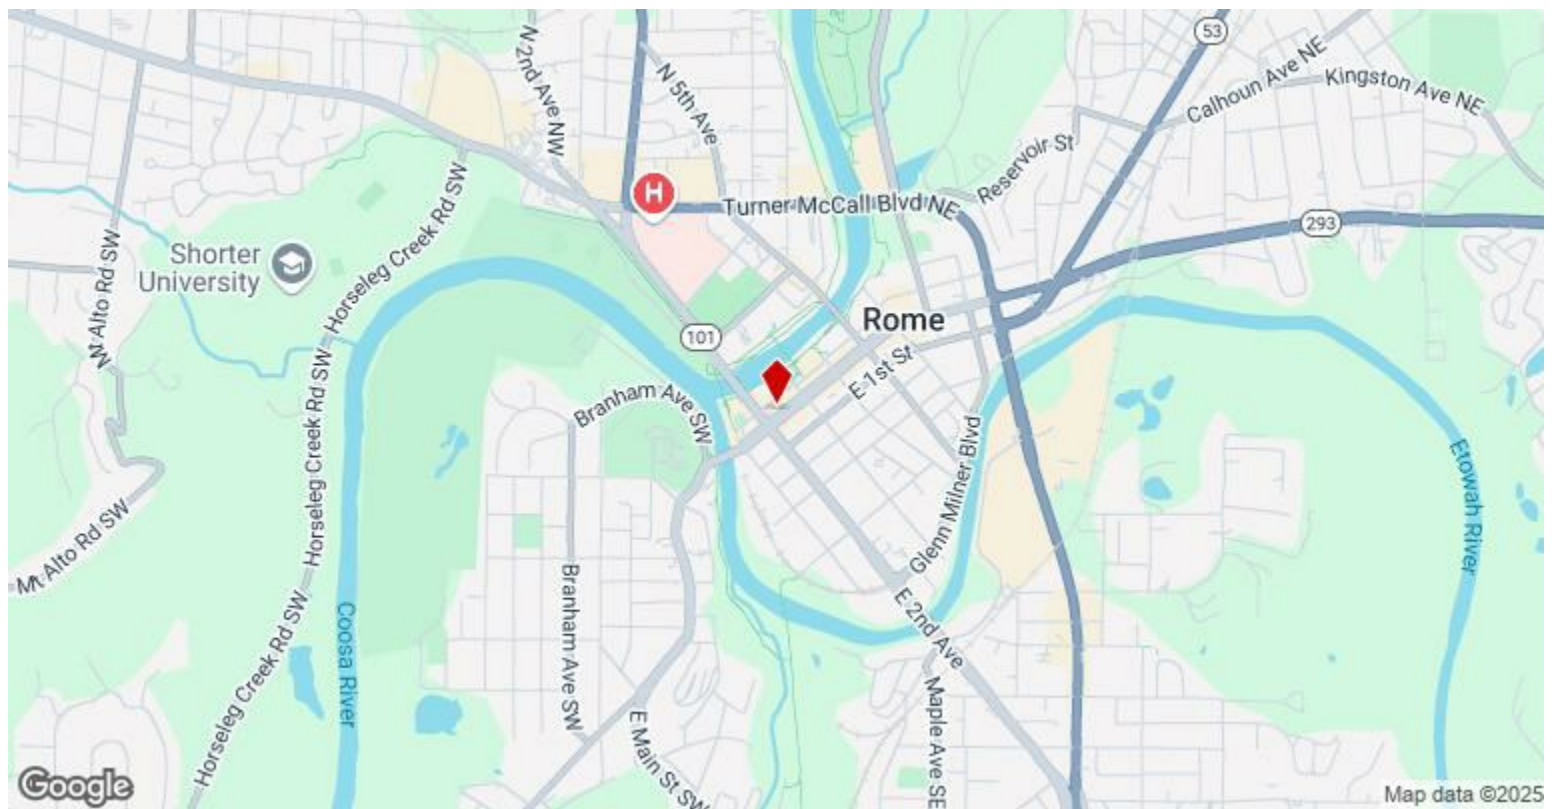 53
N 2nd Ave NW
N 5th Ave
Calhoun Ave NE
Kingston Ave NE
Reservoir St
H
Turner McCall Blvd NE
293
Shorter
University
Horseleg Creek Rd SW
Mt Alto Rd SW
101
Rome
E 1st St
Branham Ave SW
Horseleg Creek Rd SW
Glenn Milner Blvd
Etowah River
Mt Alto Rd SW
Branham Ave SW
Coosa River
E 2nd Ave
Horseleg Creek Rd SW
Maple Ave SE
E Main St SW
Google
Map data ©2025